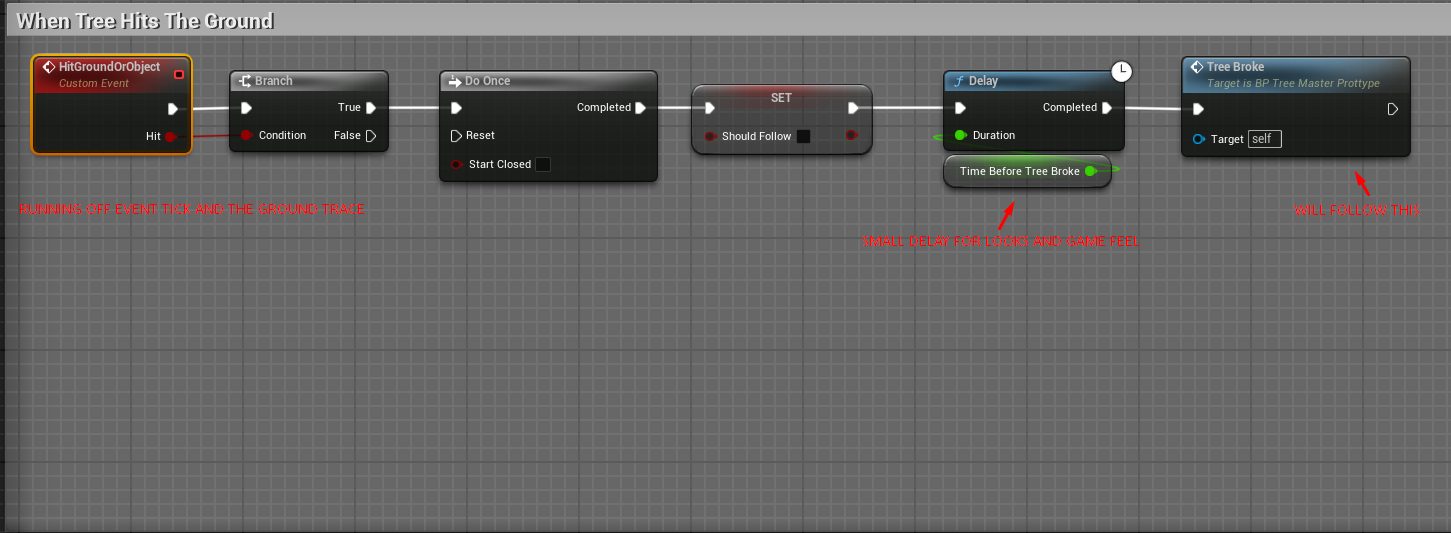 When Tree Hits The Ground
HitGroundOrObject
Custom Event
Hit
Branch
True
Condition
False
Do Once
Completed
Reset
Start Closed
SET
Should Follow
f Delay
Completed
Duration
Time Before Tree Broke
Tree Broke
Target is BP Tree Master Prottype
Target self
RUNNING OFF EVENT TICK AND THE GROUND TRACE
SMALL DELAY FOR LOOKS AND GAME FEEL
WILL FOLLOW THIS